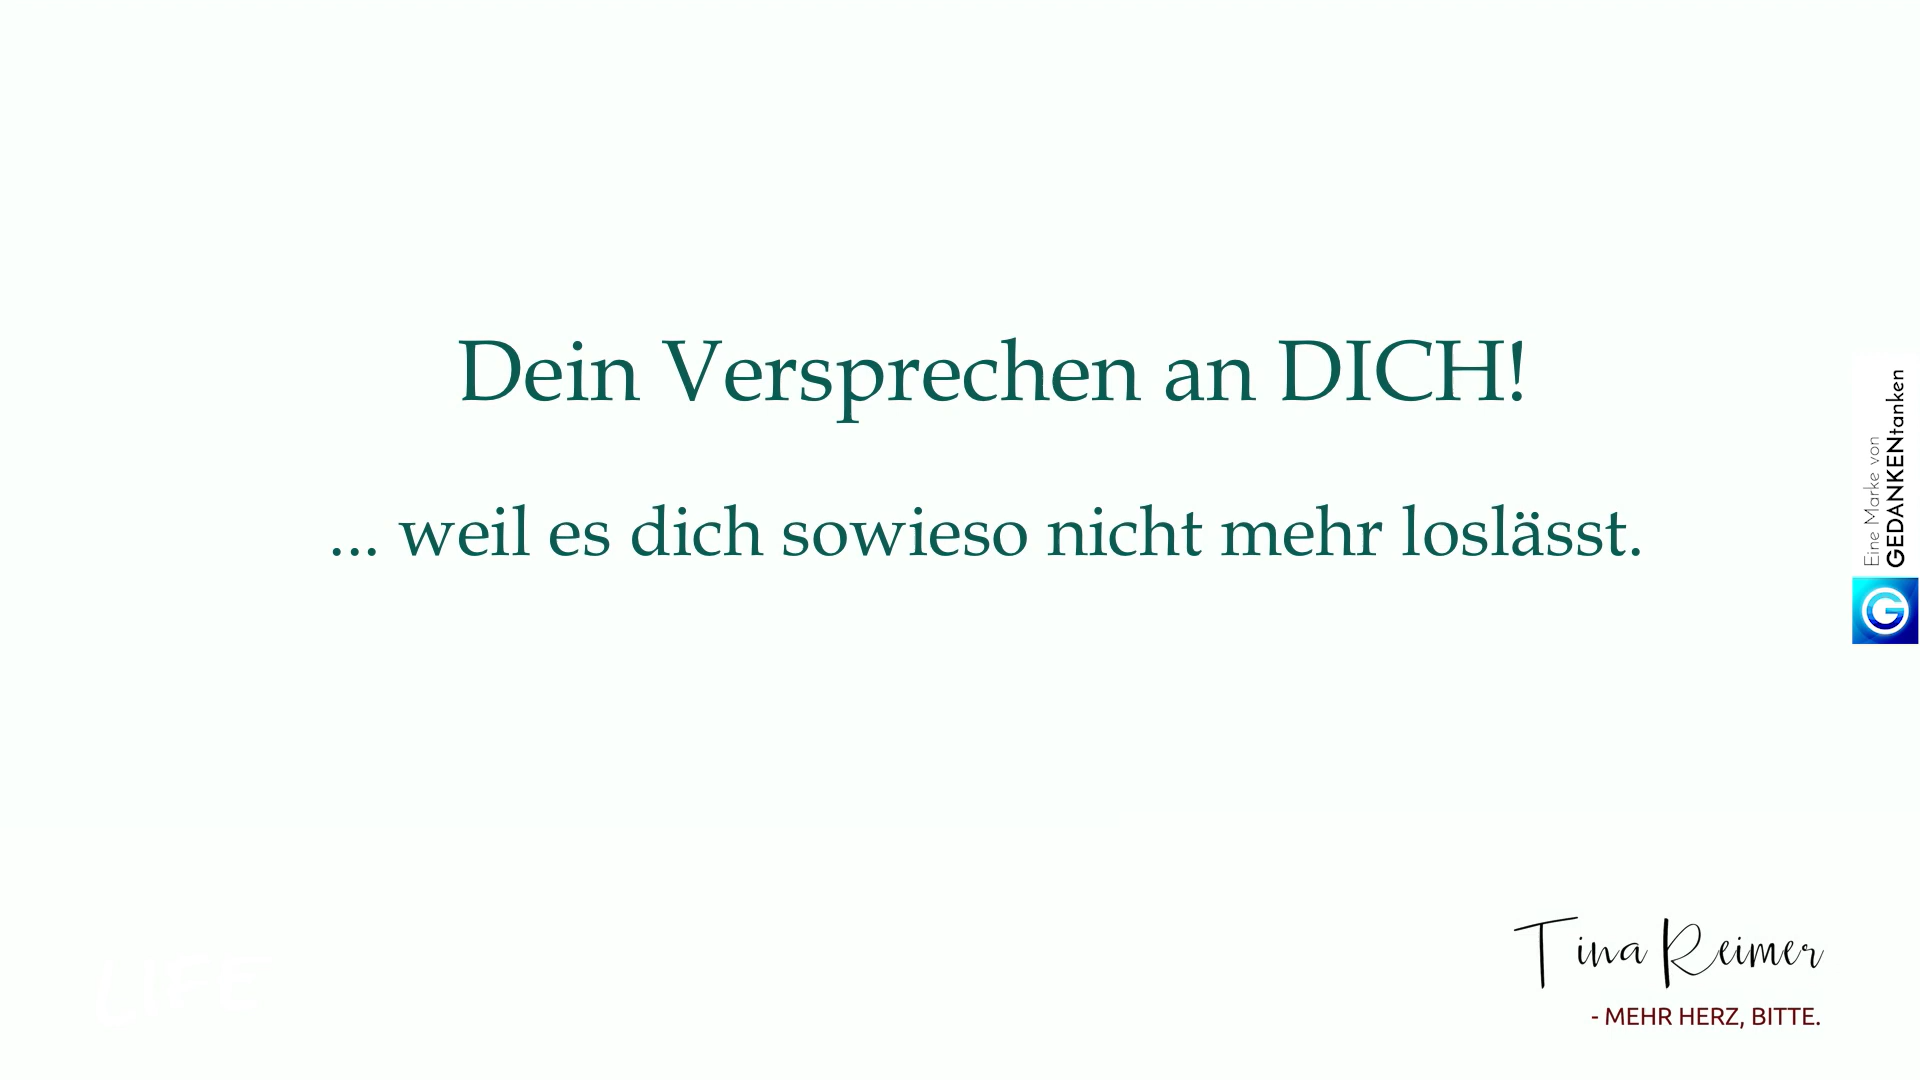 Dein Versprechen an DICH!
... weil es dich sowieso nicht mehr loslässt.
Eine Marke von
GEDANKENtanken
G
Tina Reimer
- MEHR HERZ, BITTE.